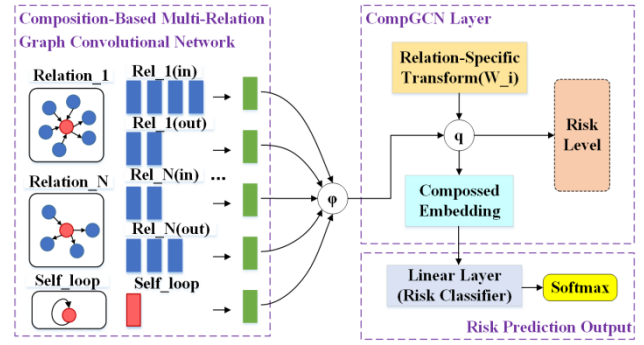 Composition-Based Multi-Relation
Graph Convolutional Network
Relation_1
Rel_1(in)
Rel_1(out)
Relation_N
Rel_N(in)
...
Rel_N(out)
Self_loop
Self_loop
φ
CompGCN Layer
Relation-Specific
Transform(W_i)
q
Risk
Level
Compossed
Embedding
Linear Layer
(Risk Classifier)
Softmax
Risk Prediction Output